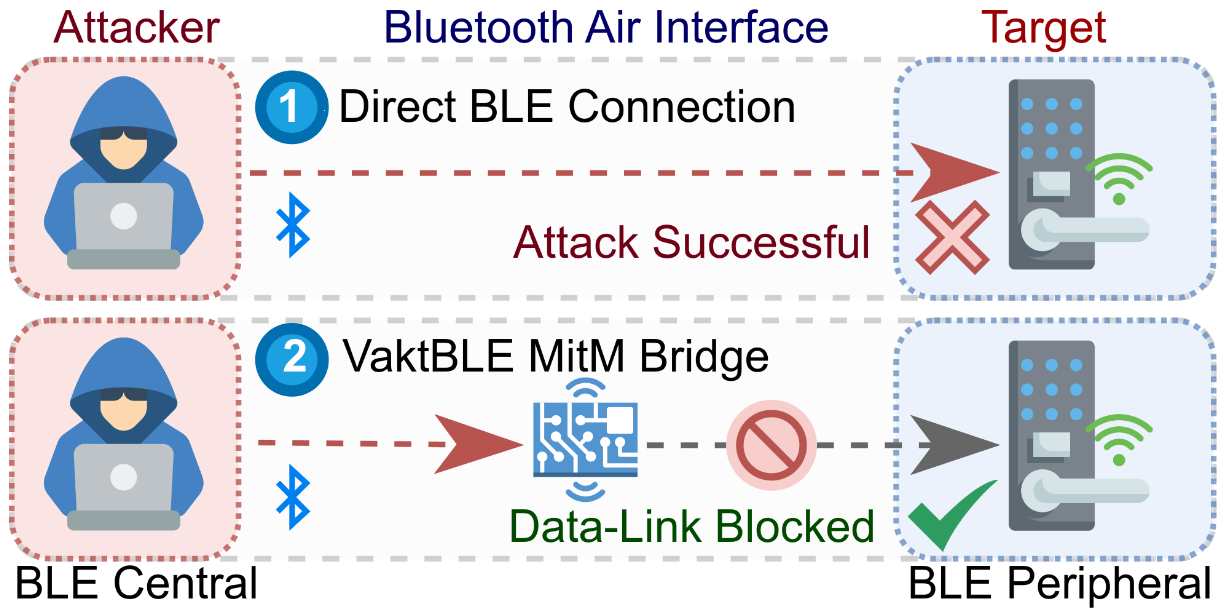 Attacker
Bluetooth Air Interface
Target
1
Direct BLE Connection
Attack Successful
2
VaktBLE MitM Bridge
Data-Link Blocked
BLE Central
BLE Peripheral